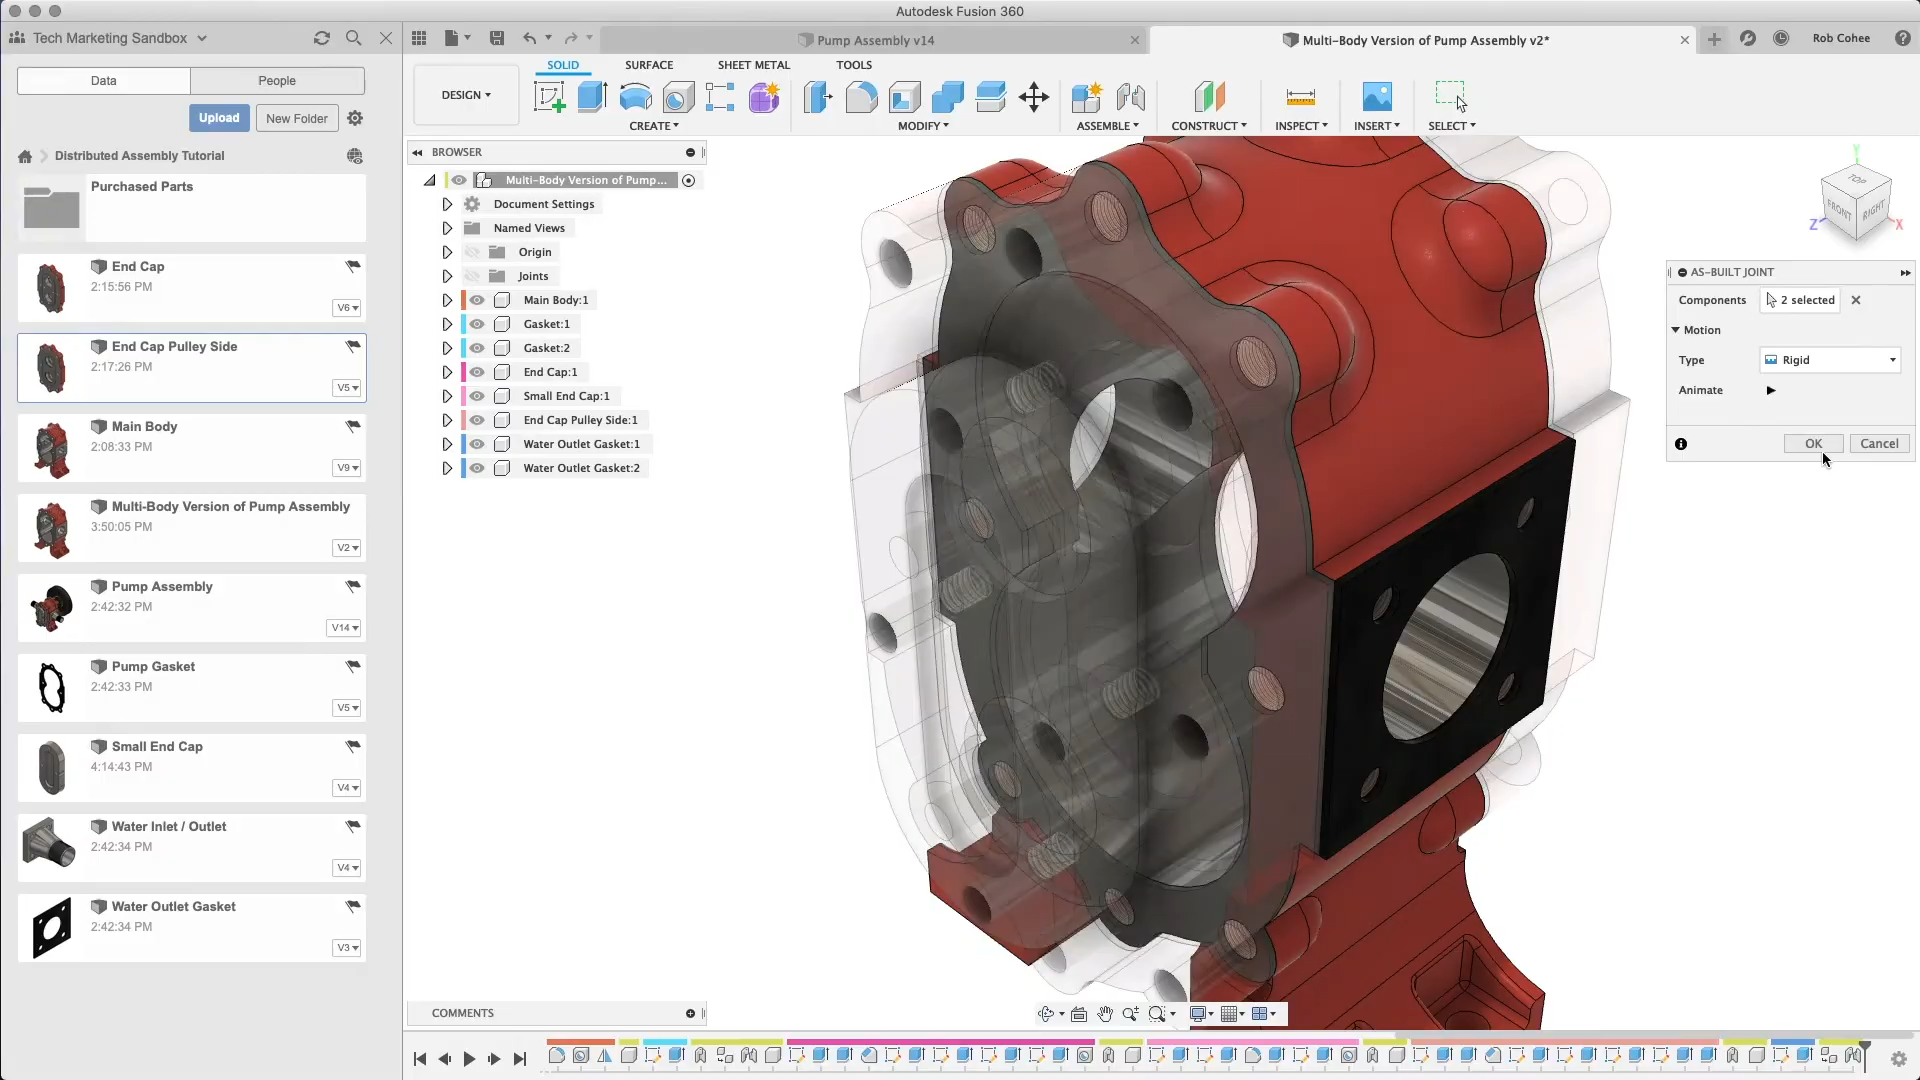 Autodesk Fusion 360
Tech Marketing Sandbox
Pump Assembly v14
Multi-Body Version of Pump Assembly v2*
Rob Cohee
Data
People
Upload
New Folder
Distributed Assembly Tutorial
Purchased Parts
End Cap
2:15:56 PM
V6
End Cap Pulley Side
2:17:26 PM
V5
Main Body
2:08:33 PM
V9
Multi-Body Version of Pump Assembly
3:50:05 PM
V2
Pump Assembly
2:42:32 PM
V14
Pump Gasket
2:42:33 PM
V5
Small End Cap
4:14:43 PM
V4
Water Inlet / Outlet
2:42:34 PM
V4
Water Outlet Gasket
2:42:34 PM
V3
DESIGN
SOLID
SURFACE
SHEET METAL
TOOLS
CREATE
MODIFY
ASSEMBLE
CONSTRUCT
INSPECT
INSERT
SELECT
BROWSER
Multi-Body Version of Pump...
Document Settings
Named Views
Origin
Joints
Main Body:1
Gasket:1
Gasket:2
End Cap:1
Small End Cap:1
End Cap Pulley Side:1
Water Outlet Gasket:1
Water Outlet Gasket:2
Y
TOP
FRONT
RIGHT
Z
X
AS-BUILT JOINT
Components
2 selected
Motion
Type
Rigid
Animate
OK
Cancel
COMMENTS